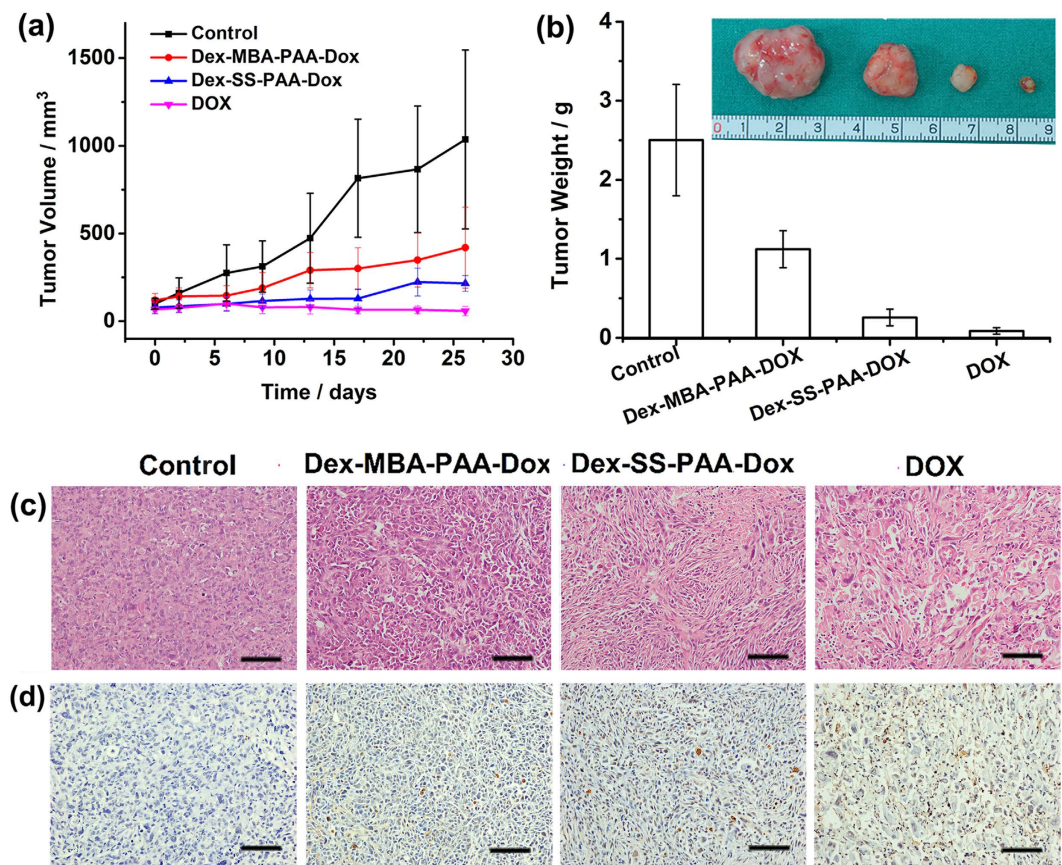 (a)
Control
Dex-MBA-PAA-Dox
Dex-SS-PAA-Dox
DOX
1500
1000
500
0
Tumor Volume / mm³
0 5 10 15 20 25 30
Time / days
(b)
4
3
2
1
0
Tumor Weight / g
0 1 2 3 4 5 6 7 8 9
Control
Dex-MBA-PAA-DOX
Dex-SS-PAA-DOX
DOX
Control Dex-MBA-PAA-Dox Dex-SS-PAA-Dox DOX
(c)
(d)